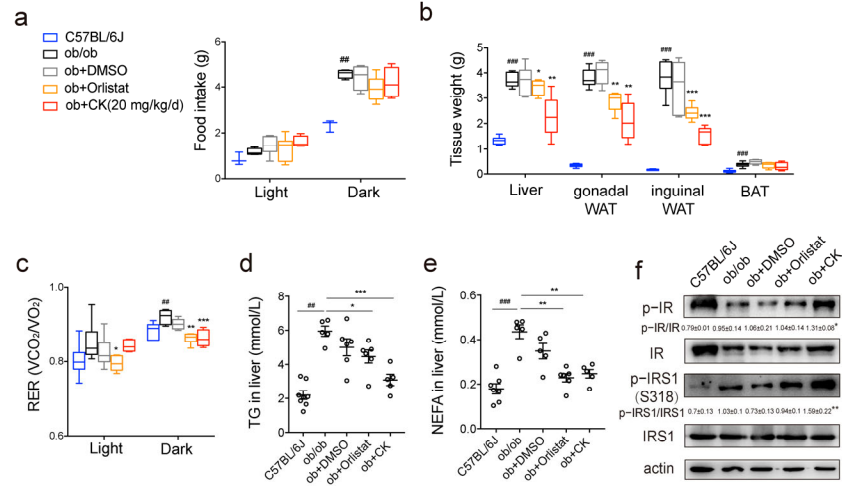 a
C57BL/6J
ob/ob
ob+DMSO
ob+Orlistat
ob+CK(20 mg/kg/d)
Food intake (g)
6
4
2
0
##
Light
Dark
b
Tissue weight (g)
6
5
4
3
2
1
0
###
*
**
###
**
**
###
***
***
###
Liver
gonadal
WAT
inguinal
WAT
BAT
c
RER (VCO2/VO2)
1.0
0.8
0.6
*
##
**
***
Light
Dark
d
TG in liver (mmol/L)
10
8
6
4
2
0
***
##
*
C57BL/6J
ob/ob
ob+DMSO
ob+Orlistat
ob+CK
e
NEFA in liver (mmol/L)
0.6
0.4
0.2
0.0
**
###
**
C57BL/6J
ob/ob
ob+DMSO
ob+Orlistat
ob+CK
f
C57BL/6J
ob/ob
ob+DMSO
ob+Orlistat
ob+CK
p-IR
p-IR/IR 0.79±0.01 0.95±0.14 1.06±0.21 1.04±0.14 1.31±0.08*
IR
p-IRS1
(S318)
p-IRS1/IRS1 0.7±0.13 1.03±0.1 0.73±0.13 0.94±0.1 1.59±0.22**
IRS1
actin